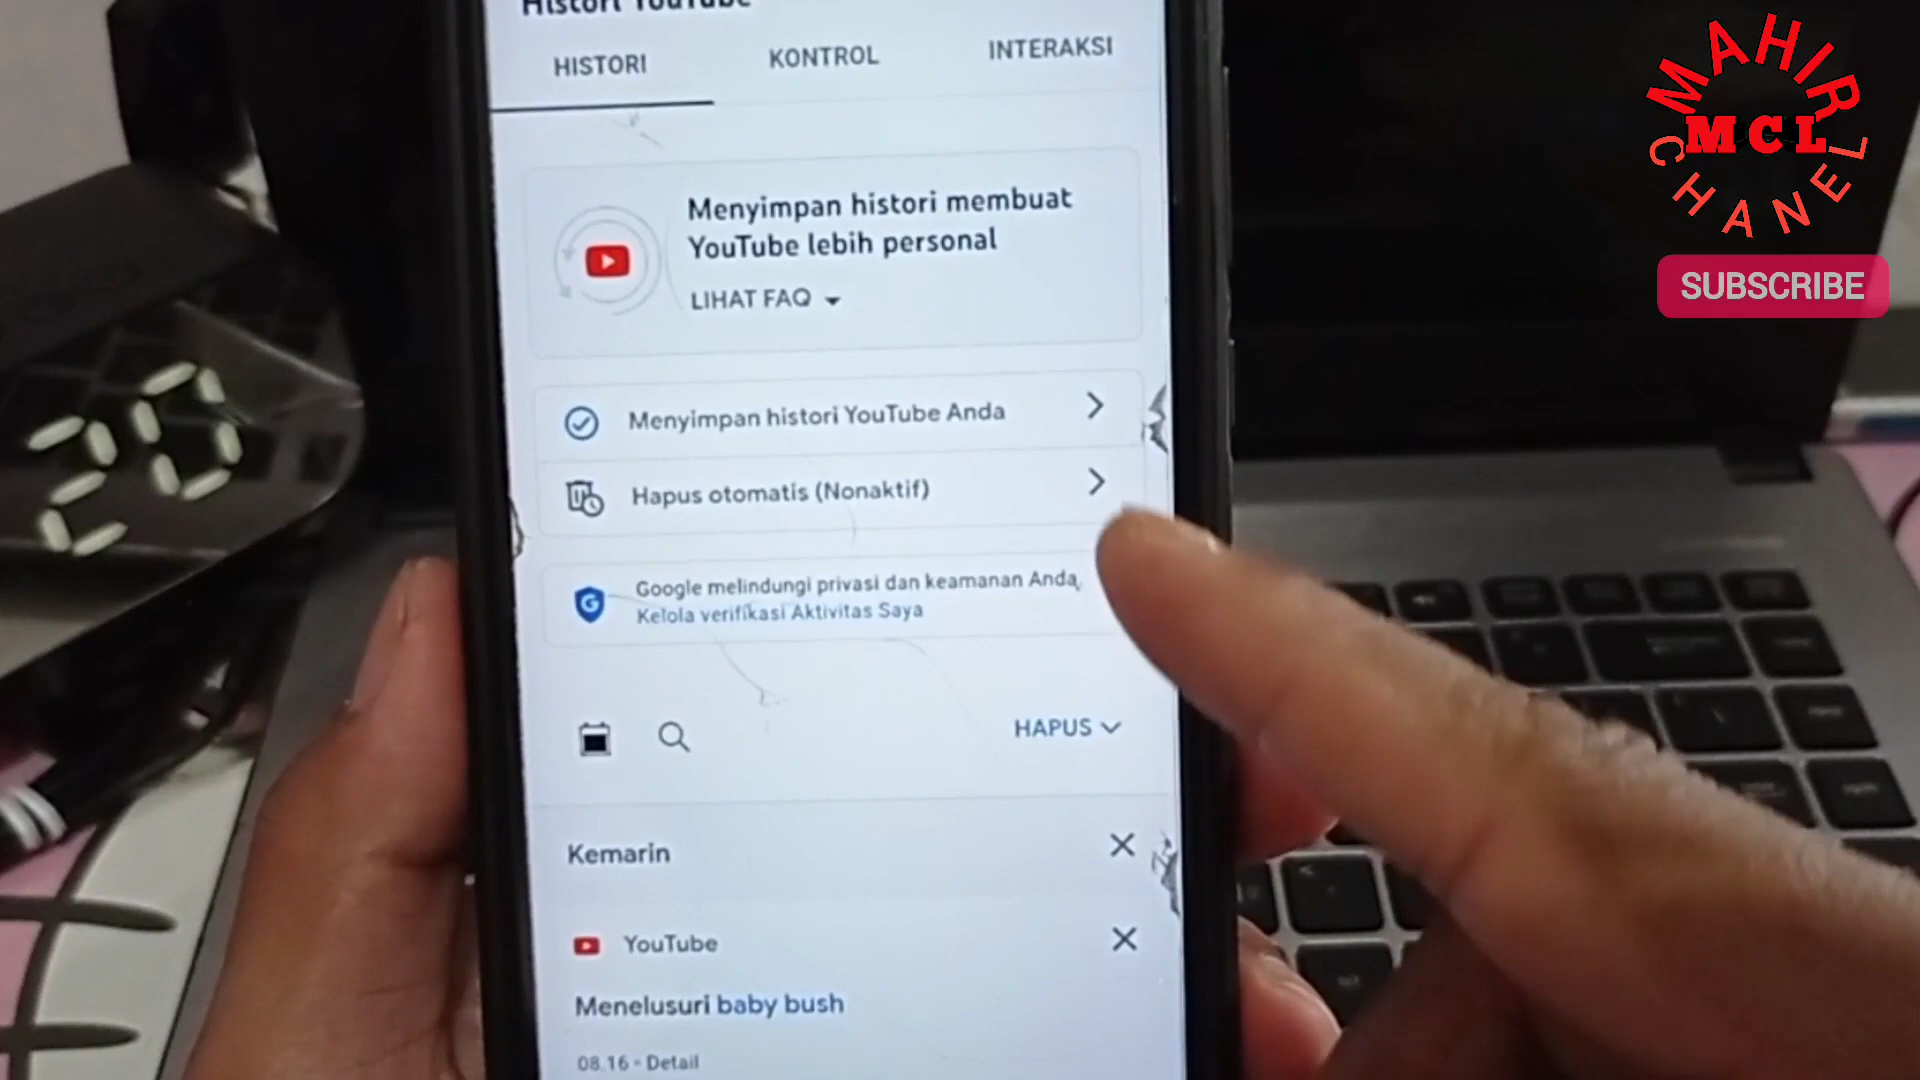 Histori YouTube
HISTORI
KONTROL
INTERAKSI
Menyimpan histori membuat
YouTube lebih personal
LIHAT FAQ
Menyimpan histori YouTube Anda
Hapus otomatis (Nonaktif)
Google melindungi privasi dan keamanan Anda.
Kelola verifikasi Aktivitas Saya
HAPUS
Kemarin
YouTube
Menelusuri baby bush
08.16 - Detail
20
MAHIR
MCL
CHANEL
SUBSCRIBE